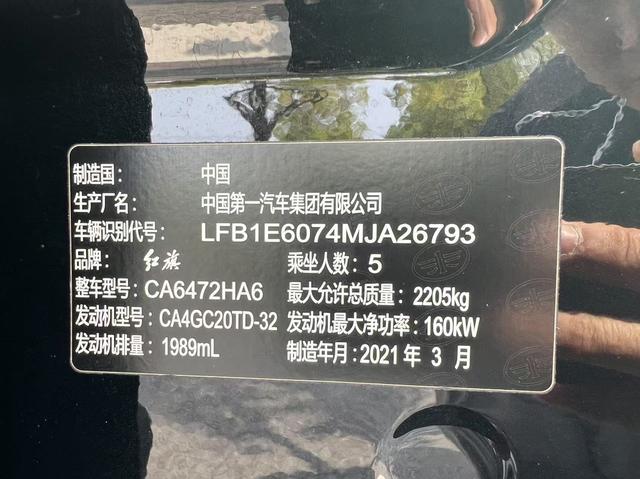 制造国： 中国
生产厂名： 中国第一汽车集团有限公司
车辆识别代号： LFB1E6074MJA26793
品牌： 红旗 乘坐人数：5
整车型号：CA6472HA6 最大允许总质量：2205kg
发动机型号：CA4GC20TD-32 发动机最大净功率：160kW
发动机排量：1989mL 制造年月：2021年 3 月